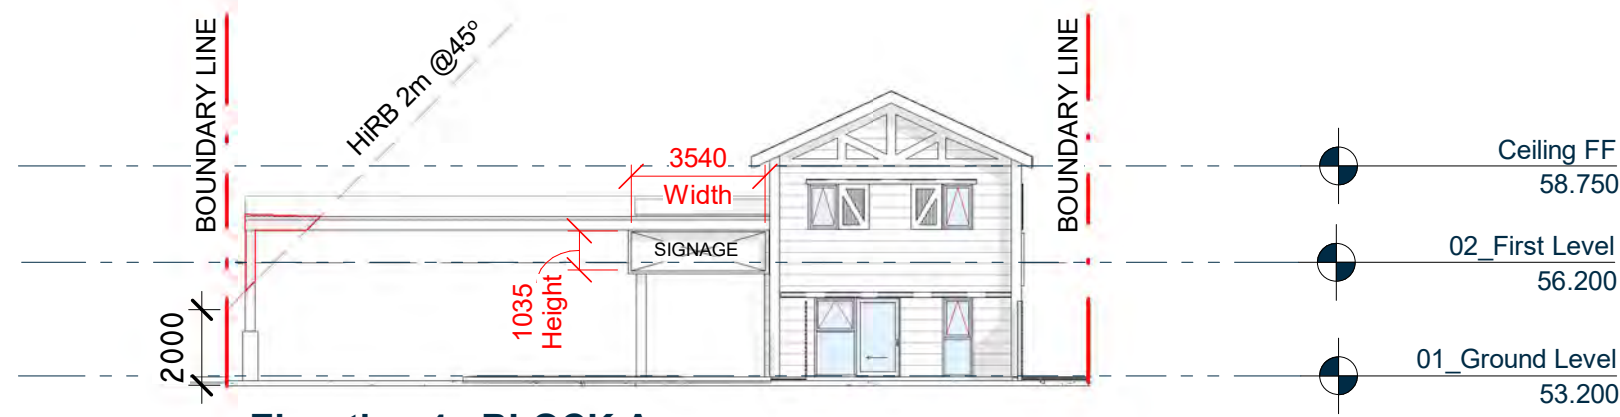 BOUNDARY LINE
HiRB 2m @45º
BOUNDARY LINE
3540
Width
SIGNAGE
1035
Height
2000
Ceiling FF
58.750
02_First Level
56.200
01_Ground Level
53.200